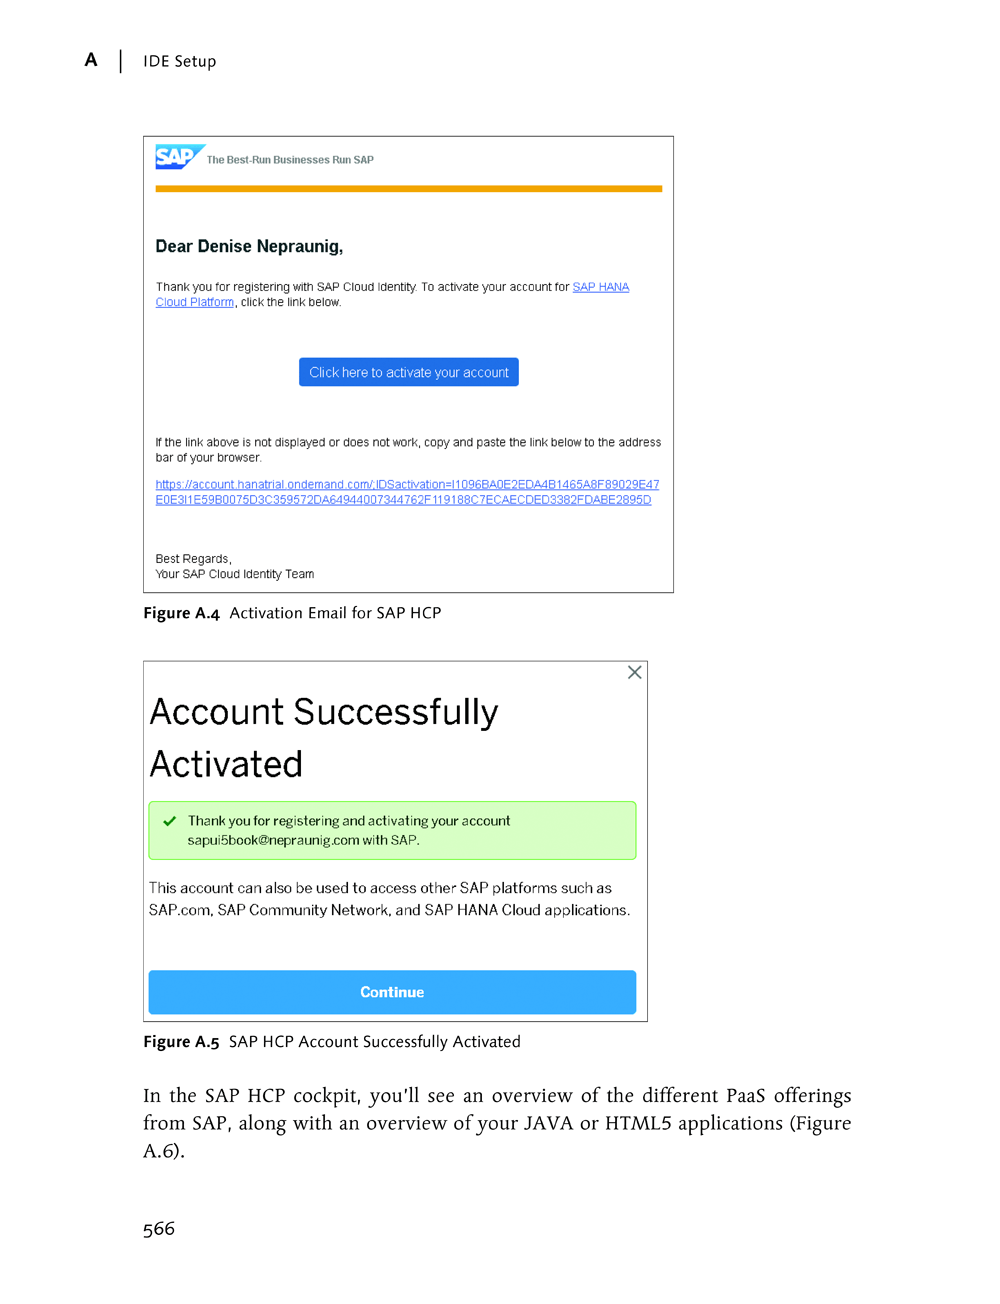 A
IDE Setup
SAP
The Best-Run Businesses Run SAP
Dear Denise Nepraunig,
Thank you for registering with SAP Cloud Identity. To activate your account for SAP HANA
Cloud Platform, click the link below.
Click here to activate your account
If the link above is not displayed or does not work, copy and paste the link below to the address
bar of your browser.
https://account.hanatrial.ondemand.com/;IDSactivation=I1096BA0E2EDA4B1465A8F89029E47
E0E3I1E59B0075D3C359572DA64944007344762F119188C7ECAECDED3382FDABE2895D
Best Regards,
Your SAP Cloud Identity Team
Figure A.4 Activation Email for SAP HCP
Account Successfully
Activated
Thank you for registering and activating your account
sapui5book@nepraunig.com with SAP.
This account can also be used to access other SAP platforms such as
SAP.com, SAP Community Network, and SAP HANA Cloud applications.
Continue
Figure A.5 SAP HCP Account Successfully Activated
In the SAP HCP cockpit, you'll see an overview of the different PaaS offerings
from SAP, along with an overview of your JAVA or HTML5 applications (Figure
A.6).
566